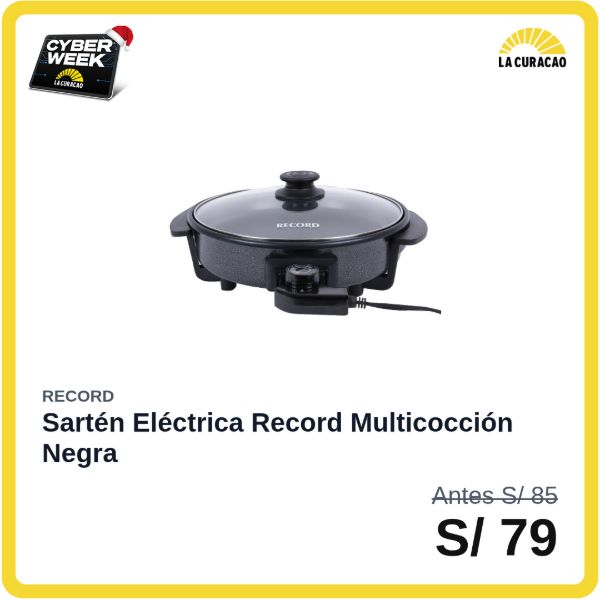 CYBER
WEEK
LA CURACAO
LA CURACAO
RECORD
RECORD
Sartén Eléctrica Record Multicocción
Negra
Antes S/ 85
S/ 79